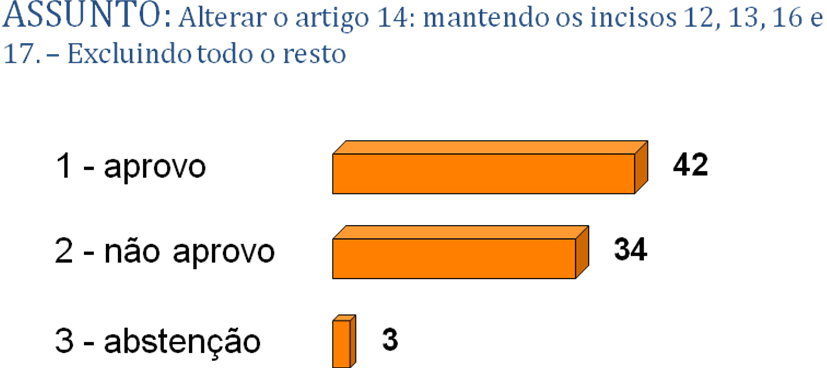 ASSUNTO: Alterar o artigo 14: mantendo os incisos 12, 13, 16 e
17. – Excluindo todo o resto
1 - aprovo 42
2 - não aprovo 34
3 - abstenção 3